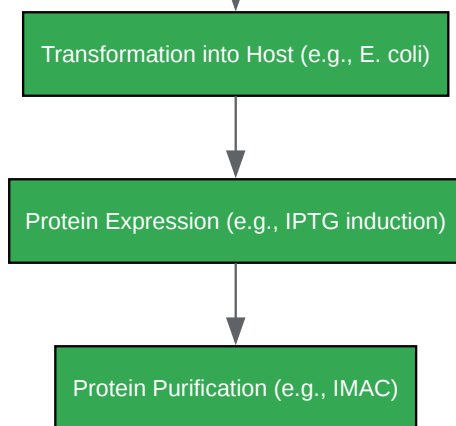 Transformation into Host (e.g., E. coli)
Protein Expression (e.g., IPTG induction)
Protein Purification (e.g., IMAC)